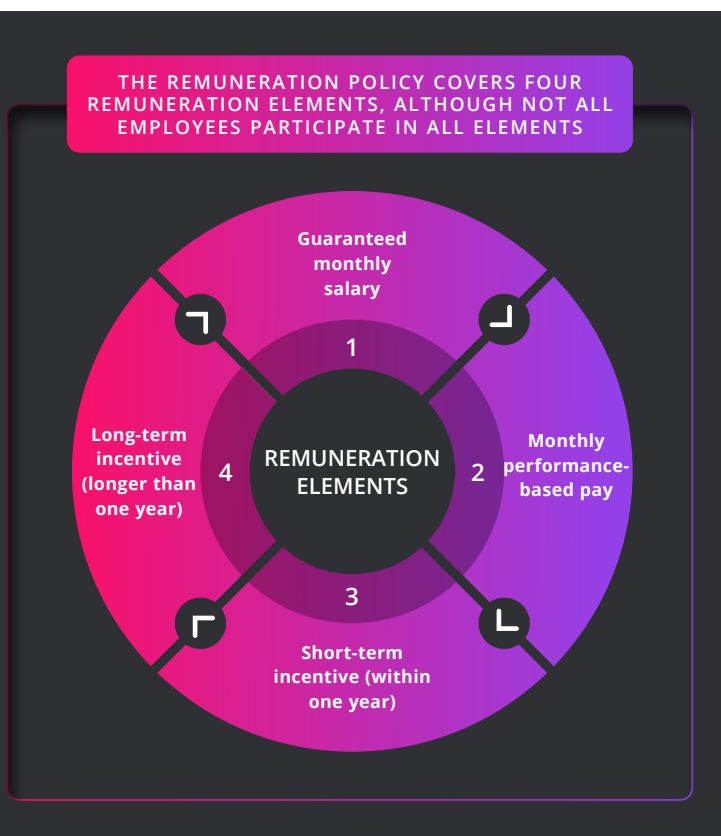 THE REMUNERATION POLICY COVERS FOUR
REMUNERATION ELEMENTS, ALTHOUGH NOT ALL
EMPLOYEES PARTICIPATE IN ALL ELEMENTS
Guaranteed
monthly
salary
1
Monthly
performance-
based pay
2
3
Short-term
incentive (within
one year)
Long-term
incentive
(longer than
one year)
4
REMUNERATION
ELEMENTS